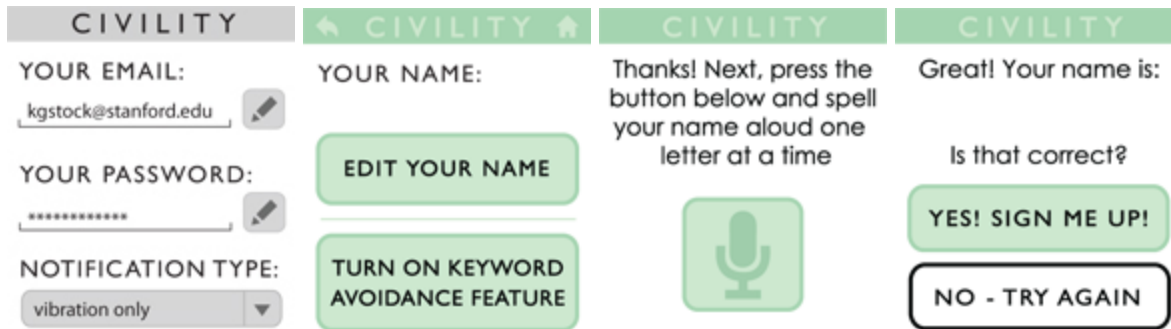 CIVILITY
YOUR EMAIL:
kgstock@stanford.edu
YOUR PASSWORD:
************
NOTIFICATION TYPE:
vibration only
CIVILITY
YOUR NAME:
EDIT YOUR NAME
TURN ON KEYWORD
AVOIDANCE FEATURE
CIVILITY
Thanks! Next, press the
button below and spell
your name aloud one
letter at a time
CIVILITY
Great! Your name is:
Is that correct?
YES! SIGN ME UP!
NO - TRY AGAIN